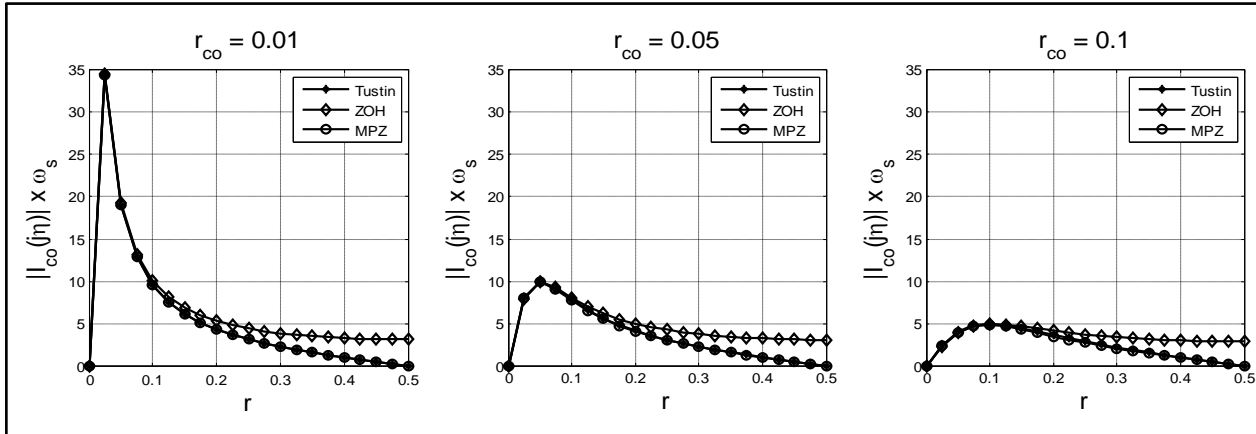 r_co = 0.01
35
30
25
20
15
10
5
0
0
0.1
0.2
0.3
0.4
0.5
|I_co(jη)| x ω_s
r
Tustin
ZOH
MPZ
r_co = 0.05
35
30
25
20
15
10
5
0
0
0.1
0.2
0.3
0.4
0.5
|I_co(jη)| x ω_s
r
Tustin
ZOH
MPZ
r_co = 0.1
35
30
25
20
15
10
5
0
0
0.1
0.2
0.3
0.4
0.5
|I_co(jη)| x ω_s
r
Tustin
ZOH
MPZ